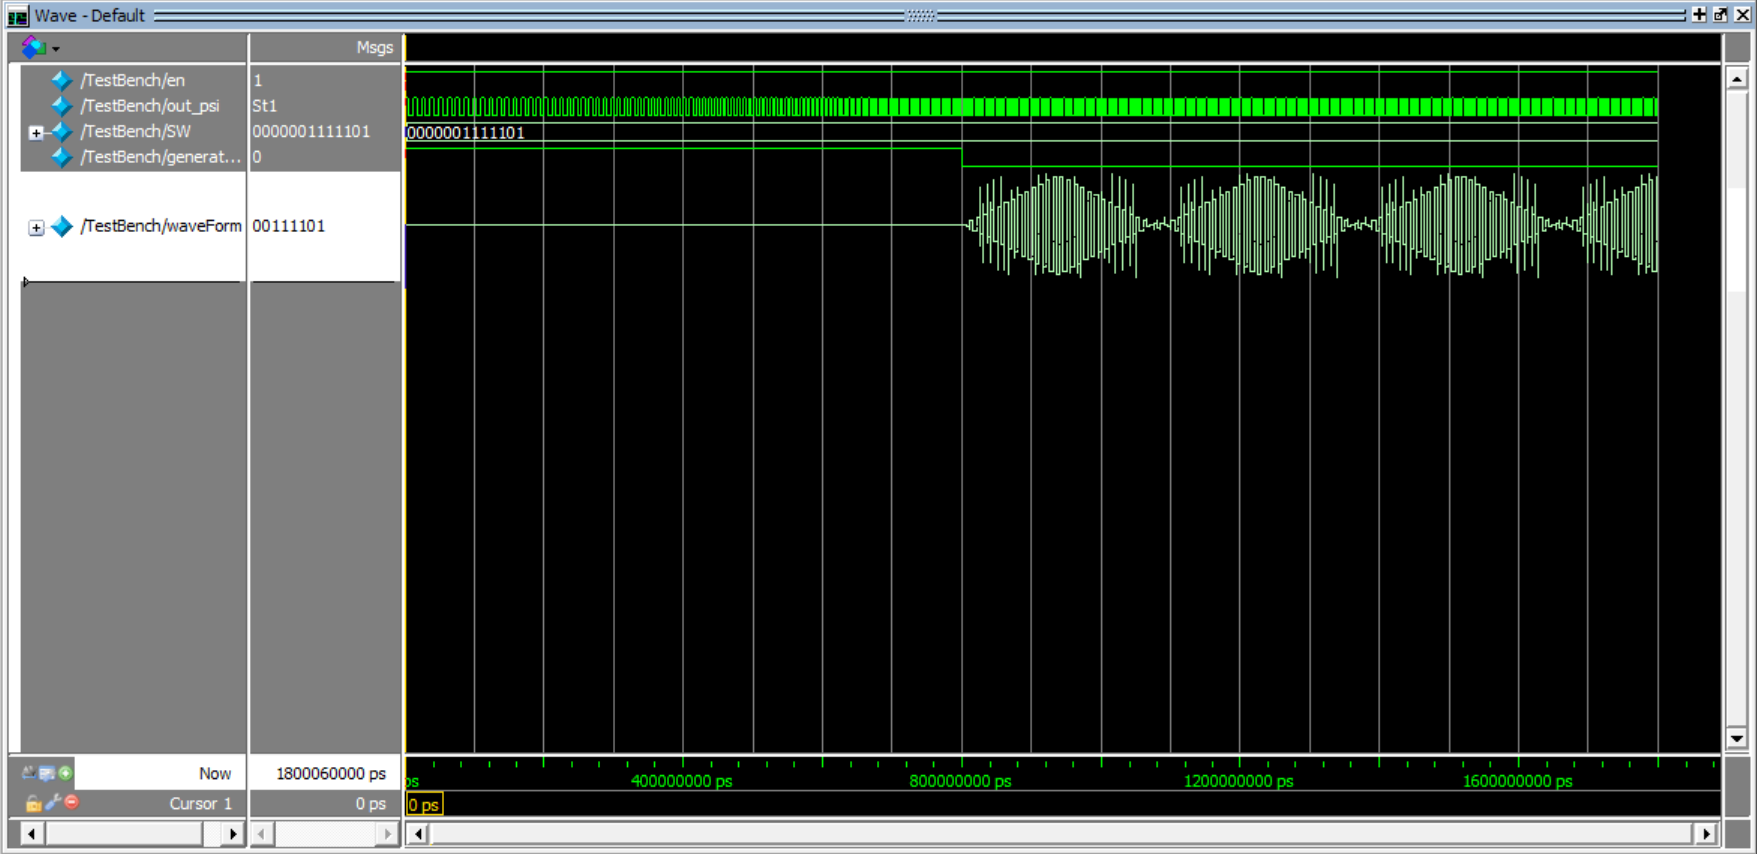 Wave - Default
Msgs
/TestBench/en 1
/TestBench/out_psi St1
/TestBench/SW 0000001111101 0000001111101
/TestBench/generat... 0
/TestBench/waveForm 00111101
Now 1800060000 ps ps 400000000 ps 800000000 ps 1200000000 ps 1600000000 ps
Cursor 1 0 ps 0 ps